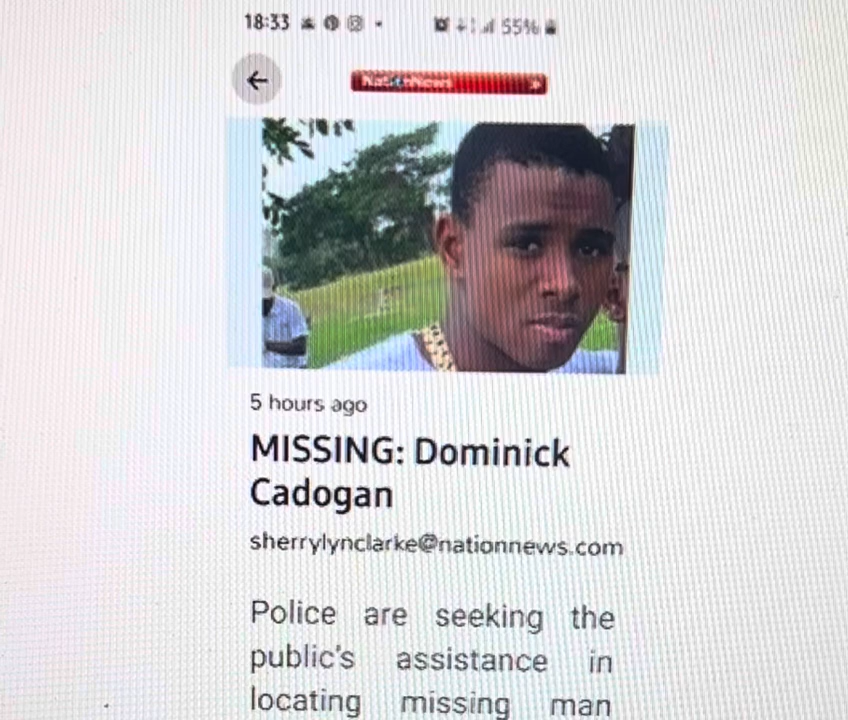 18:33
55%
NationNews
5 hours ago
MISSING: Dominick
Cadogan
sherrylynclarke@nationnews.com
Police are seeking the
public's assistance in
locating missing man